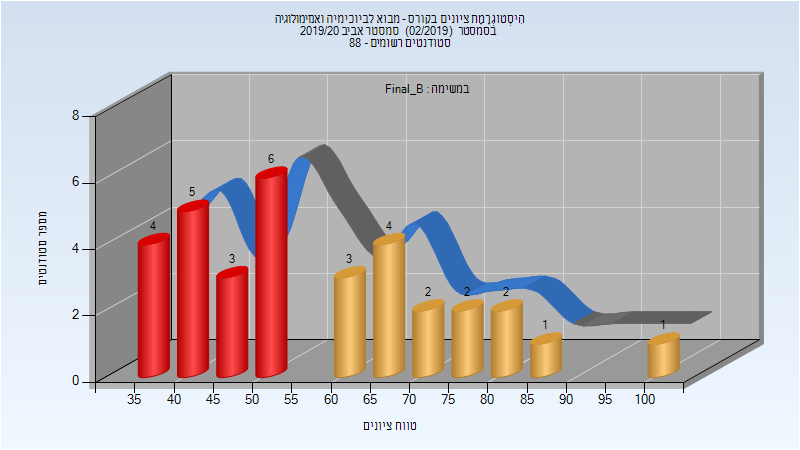 היסטוגרמת ציונים בקורס - מבוא לביוכימיה ואמימולוגיה
בסמסטר (02/2019) סמסטר אביב 2019/20
סטודנטים רשומים - 88
במשימה : Final_B
מספר סטודנטים
8
6
4
2
0
4
5
3
6
3
4
2
2
2
1
1
35 40 45 50 55 60 65 70 75 80 85 90 95 100
טווח ציונים